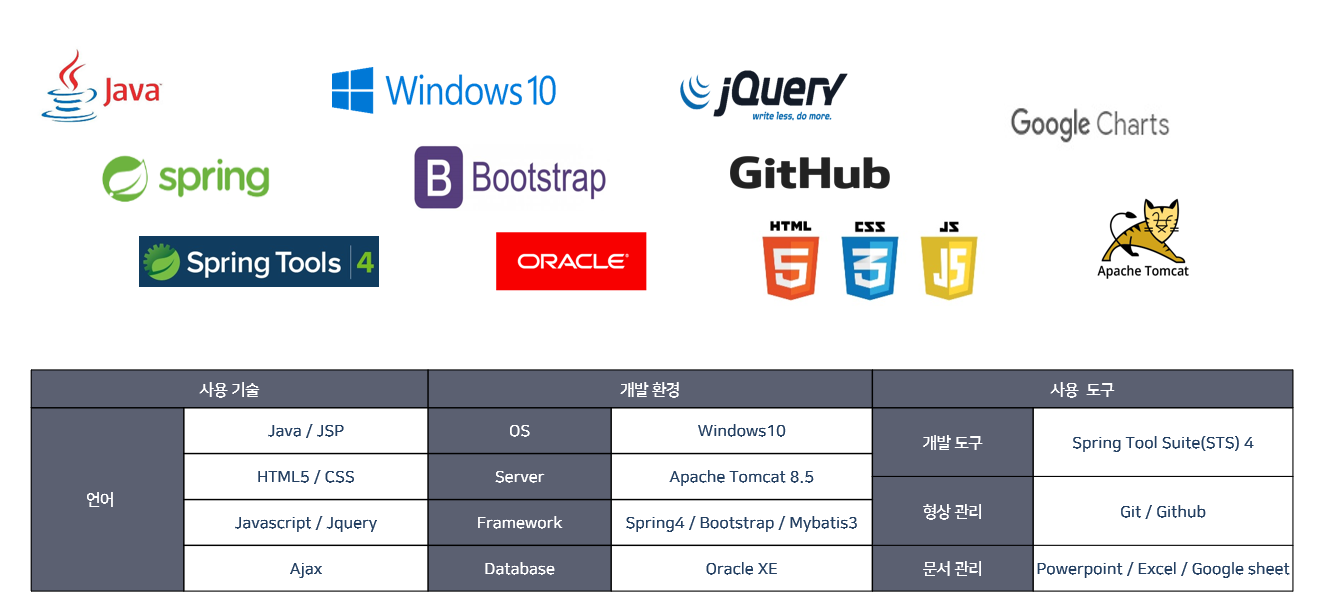 Java
Windows 10
jQuery
write less, do more.
Google Charts
spring
B Bootstrap
GitHub
HTML CSS JS
5 3 JS
Spring Tools 4
ORACLE
Apache Tomcat
사용 기술 개발 환경 사용 도구
언어
Java / JSP
HTML5 / CSS
Javascript / Jquery
Ajax
OS Windows10
Server Apache Tomcat 8.5
Framework Spring4 / Bootstrap / Mybatis3
Database Oracle XE
개발 도구 Spring Tool Suite(STS) 4
형상 관리 Git / Github
문서 관리 Powerpoint / Excel / Google sheet